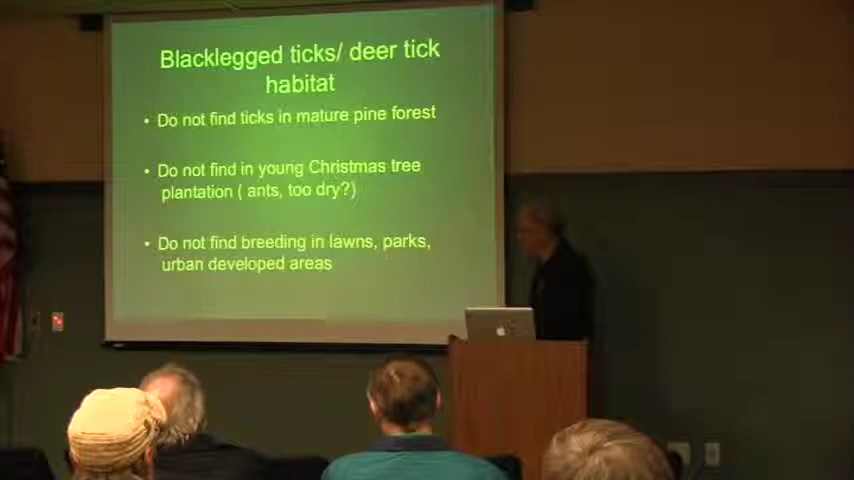 Blacklegged ticks/ deer tick
habitat
• Do not find ticks in mature pine forest
• Do not find in young Christmas tree
plantation ( ants, too dry?)
• Do not find breeding in lawns, parks,
urban developed areas